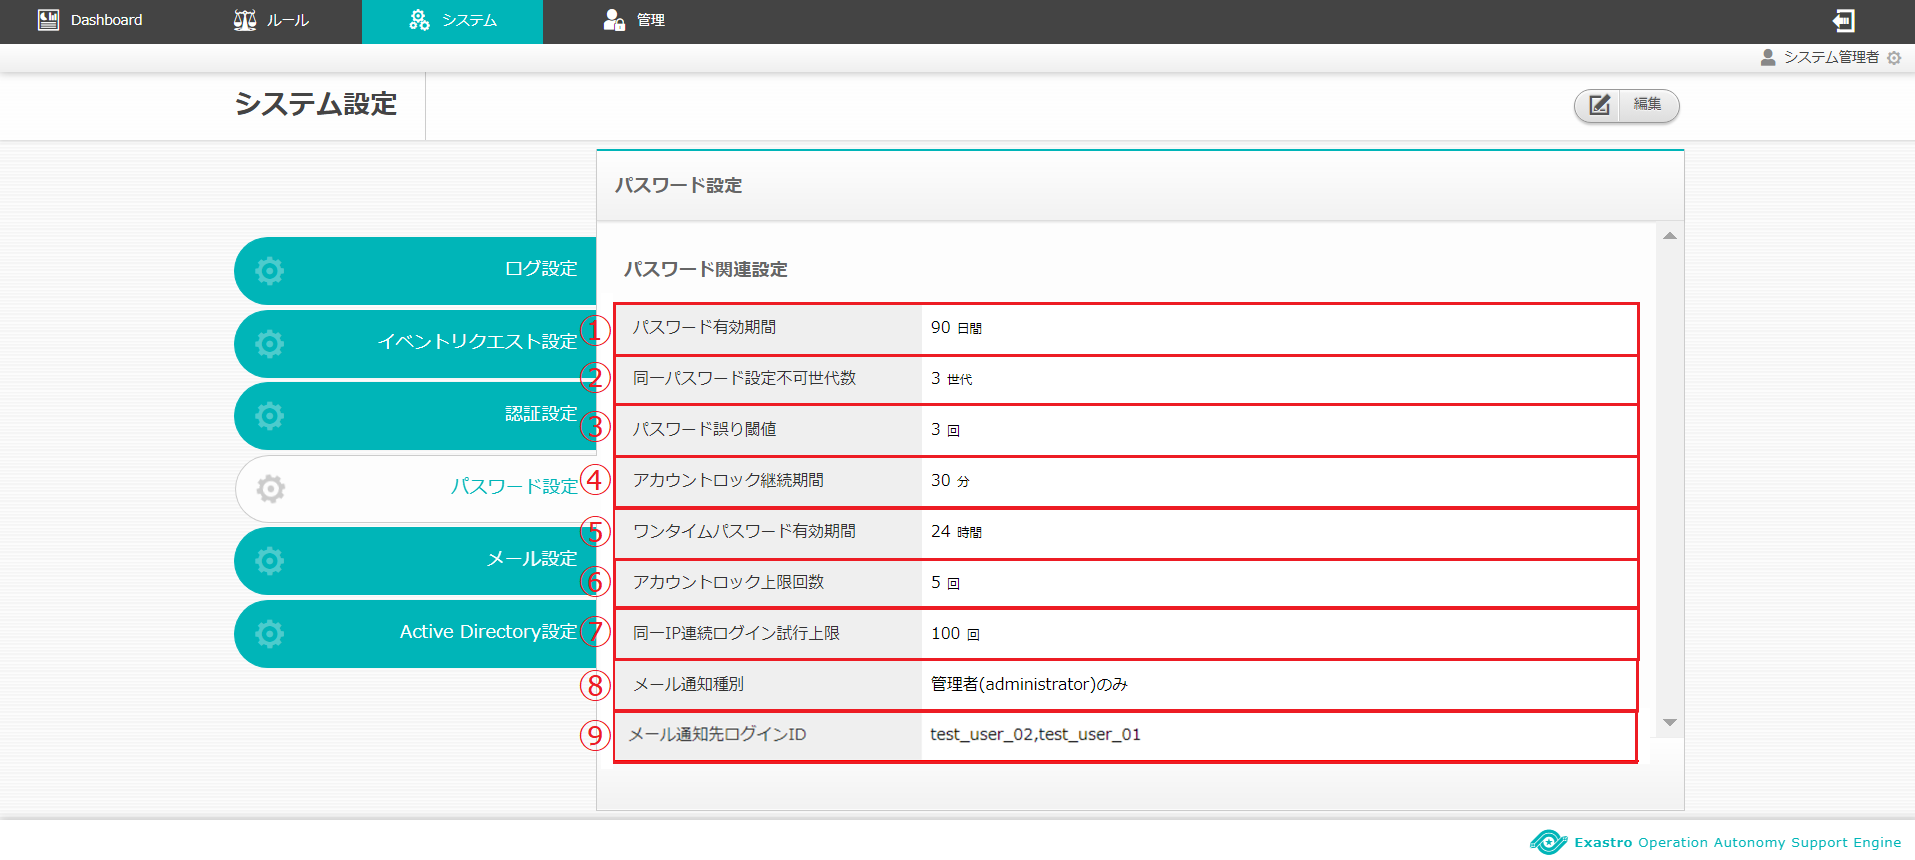 Dashboard
ルール
システム
管理
システム管理者
システム設定
編集
パスワード設定
ログ設定
イベントリクエスト設定
認証設定
パスワード設定
メール設定
Active Directory設定
パスワード関連設定
① パスワード有効期間 90 日間
② 同一パスワード設定不可世代数 3 世代
③ パスワード誤り閾値 3 回
④ アカウントロック継続期間 30 分
⑤ ワンタイムパスワード有効期間 24 時間
⑥ アカウントロック上限回数 5 回
⑦ 同一IP連続ログイン試行上限 100 回
⑧ メール通知種別 管理者(administrator)のみ
⑨ メール通知先ログインID test_user_02,test_user_01
Exastro Operation Autonomy Support Engine